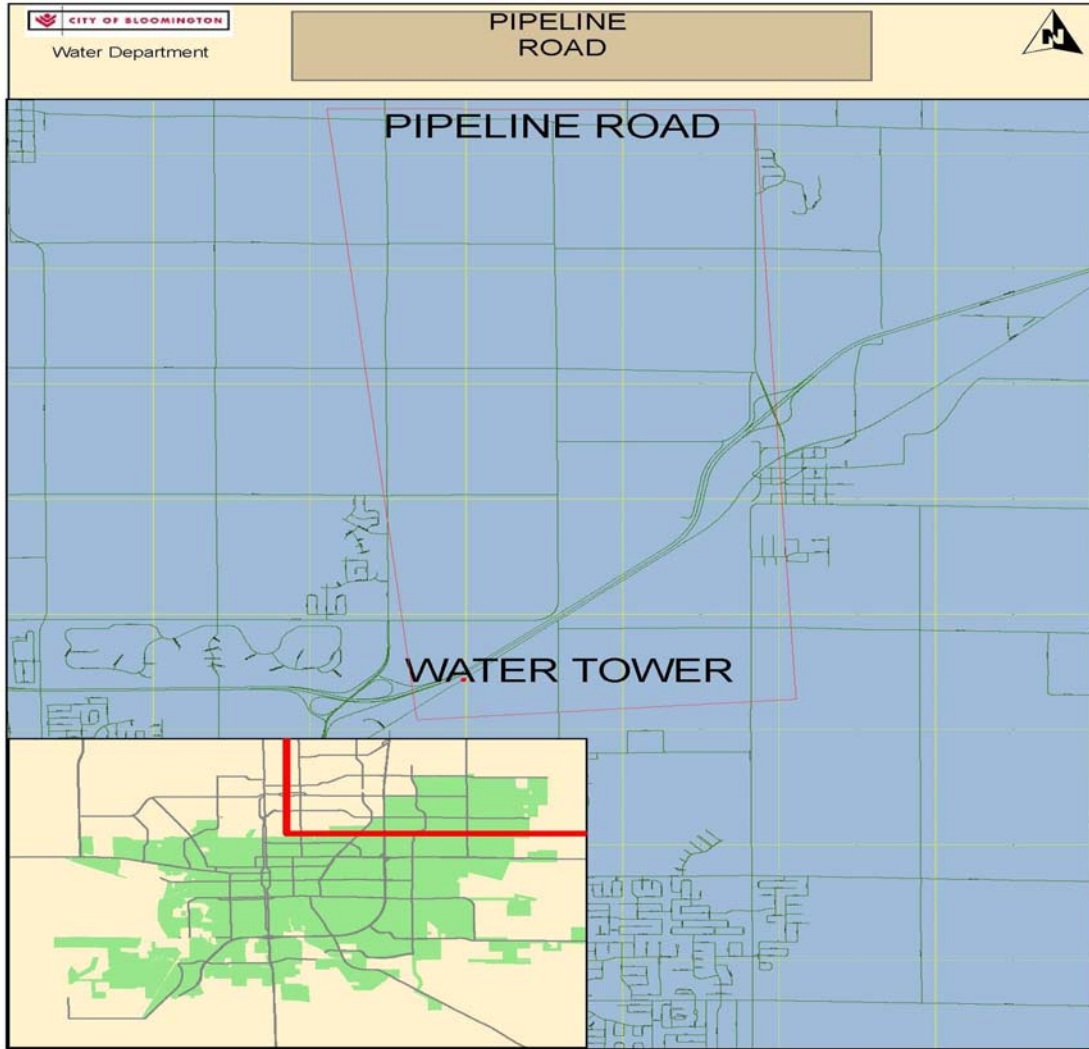 CITY OF BLOOMINGTON
Water Department
PIPELINE
ROAD
N
PIPELINE ROAD
WATER TOWER